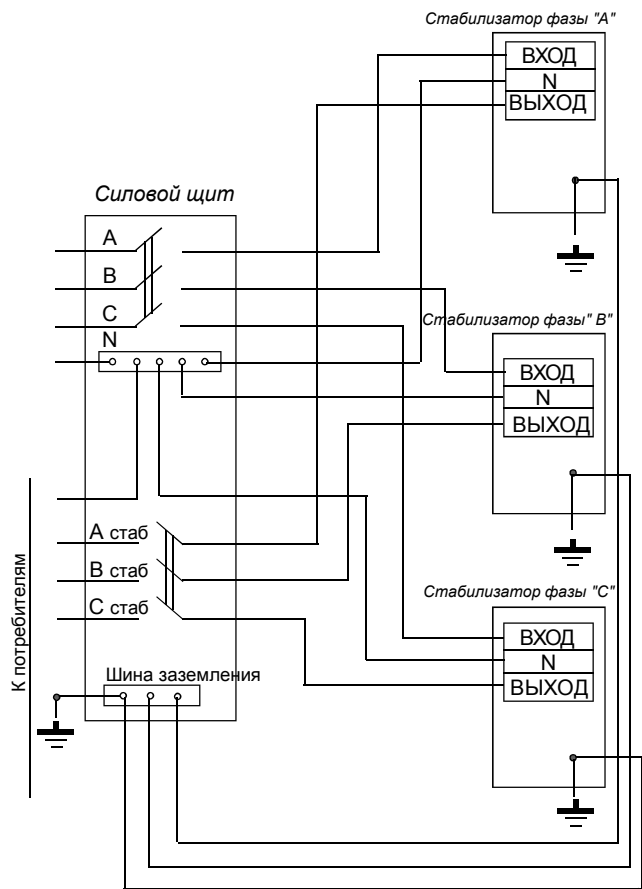 Стабилизатор фазы "А"
ВХОД
N
ВЫХОД
Силовой щит
A
B
C
N
Стабилизатор фазы" В"
ВХОД
N
ВЫХОД
А стаб
В стаб
С стаб
К потребителям
Стабилизатор фазы "С"
ВХОД
N
ВЫХОД
Шина заземления